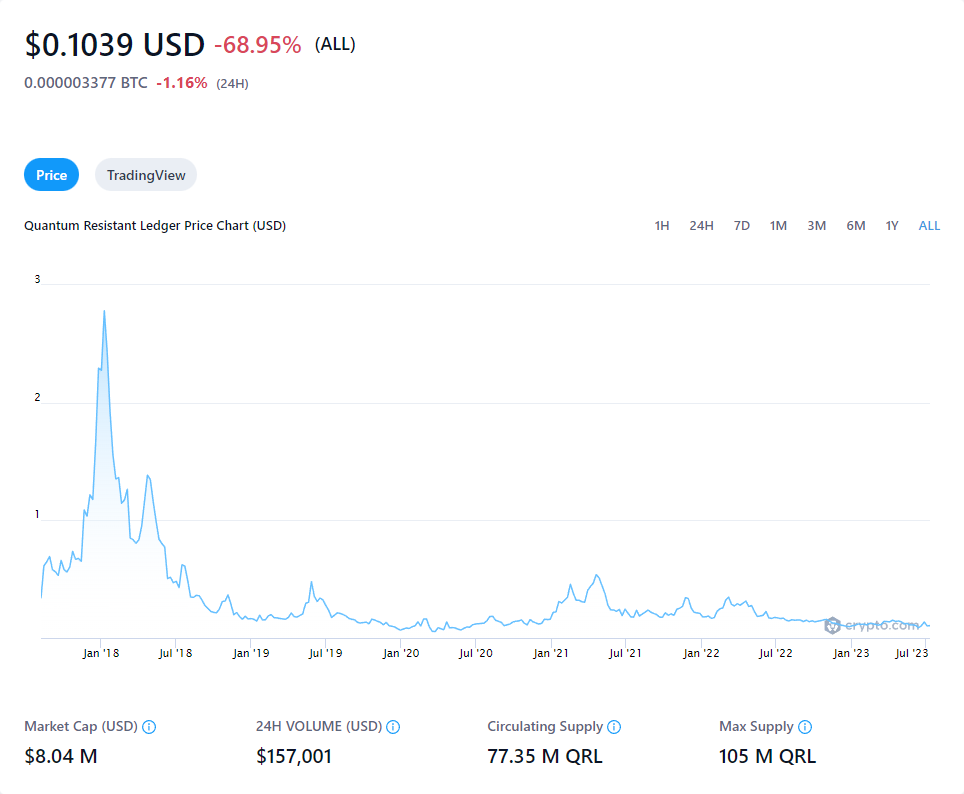 $0.1039 USD -68.95% (ALL)
0.000003377 BTC -1.16% (24H)
Price TradingView
Quantum Resistant Ledger Price Chart (USD) 1H 24H 7D 1M 3M 6M 1Y ALL
3
2
1
crypto.com
Jan '18 Jul '18 Jan '19 Jul '19 Jan '20 Jul '20 Jan '21 Jul '21 Jan '22 Jul '22 Jan '23 Jul '23
Market Cap (USD) 24H VOLUME (USD) Circulating Supply Max Supply
$8.04 M $157,001 77.35 M QRL 105 M QRL